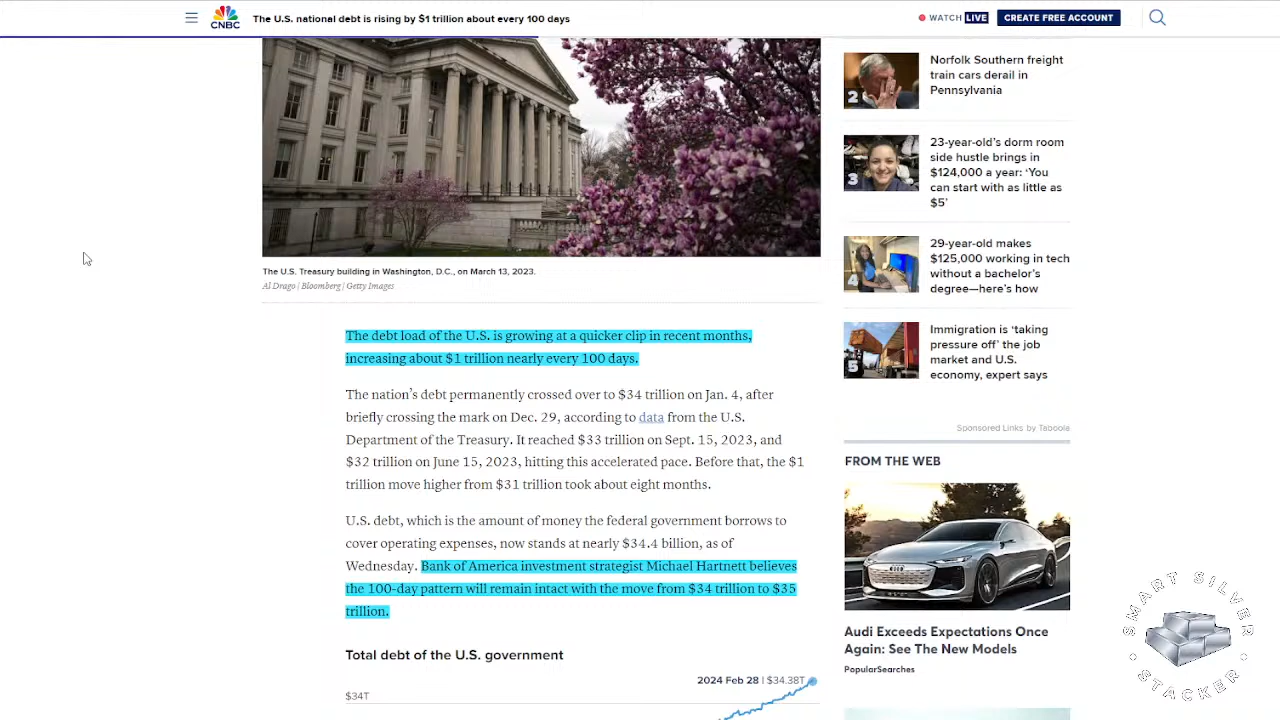 CNBC
The U.S. national debt is rising by $1 trillion about every 100 days
WATCH LIVE
CREATE FREE ACCOUNT
The U.S. Treasury building in Washington, D.C., on March 13, 2023.
Al Drago | Bloomberg | Getty Images
The debt load of the U.S. is growing at a quicker clip in recent months,
increasing about $1 trillion nearly every 100 days.
The nation’s debt permanently crossed over to $34 trillion on Jan. 4, after
briefly crossing the mark on Dec. 29, according to data from the U.S.
Department of the Treasury. It reached $33 trillion on Sept. 15, 2023, and
$32 trillion on June 15, 2023, hitting this accelerated pace. Before that, the $1
trillion move higher from $31 trillion took about eight months.
U.S. debt, which is the amount of money the federal government borrows to
cover operating expenses, now stands at nearly $34.4 billion, as of
Wednesday. Bank of America investment strategist Michael Hartnett believes
the 100-day pattern will remain intact with the move from $34 trillion to $35
trillion.
Total debt of the U.S. government
2024 Feb 28 | $34.38T
$34T
2
Norfolk Southern freight
train cars derail in
Pennsylvania
3
23-year-old’s dorm room
side hustle brings in
$124,000 a year: ‘You
can start with as little as
$5’
4
29-year-old makes
$125,000 working in tech
without a bachelor’s
degree—here’s how
5
Immigration is ‘taking
pressure off’ the job
market and U.S.
economy, expert says
Sponsored Links by Taboola
FROM THE WEB
Audi Exceeds Expectations Once
Again: See The New Models
PopularSearches
SMART SILVER
STACKER